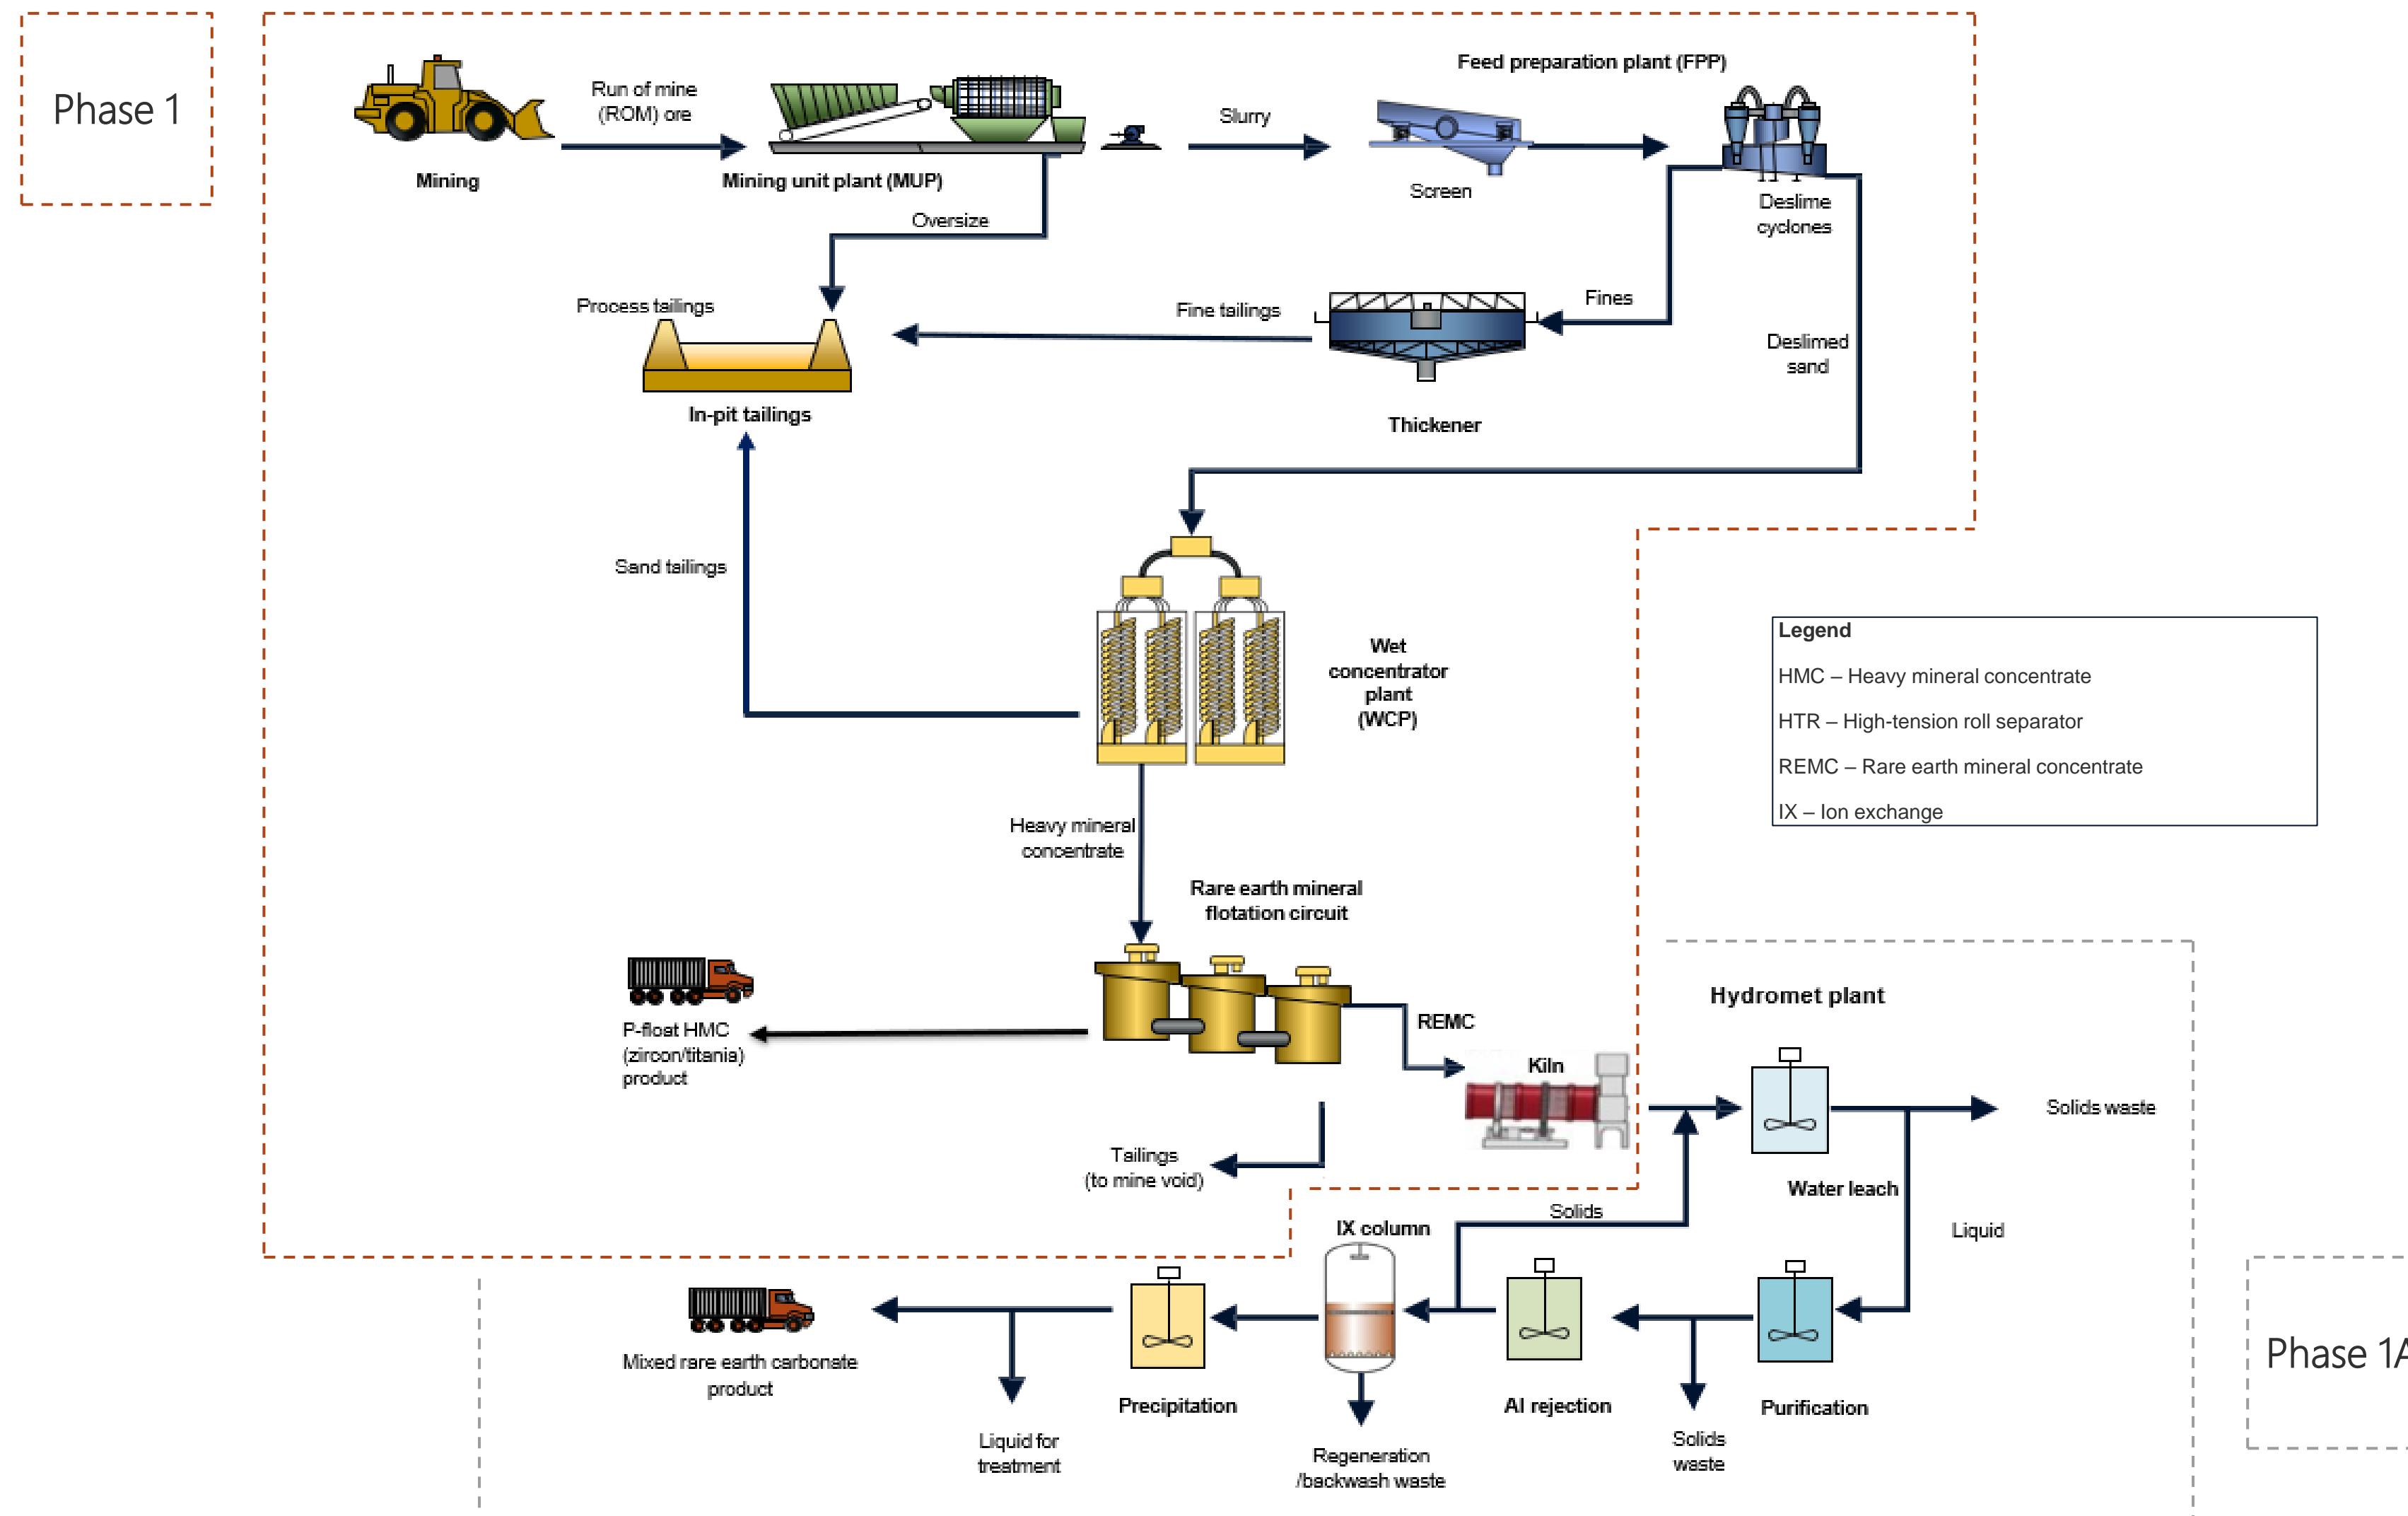 Phase 1
Run of mine
(ROM) ore
Mining
Mining unit plant (MUP)
Slurry
Feed preparation plant (FPP)
Screen
Deslime
cyclones
Oversize
Process tailings
In-pit tailings
Fine tailings
Thickener
Fines
Deslimed
sand
Sand tailings
Wet
concentrator
plant
(WCP)
Legend
HMC – Heavy mineral concentrate
HTR – High-tension roll separator
REMC – Rare earth mineral concentrate
IX – Ion exchange
Heavy mineral
concentrate
Rare earth mineral
flotation circuit
P-float HMC
(zircon/titania)
product
REMC
Kiln
Tailings
(to mine void)
Hydromet plant
Solids waste
Water leach
Liquid
Solids
IX column
Mixed rare earth carbonate
product
Liquid for
treatment
Precipitation
Regeneration
/backwash waste
Al rejection
Solids
waste
Purification
Phase 1A